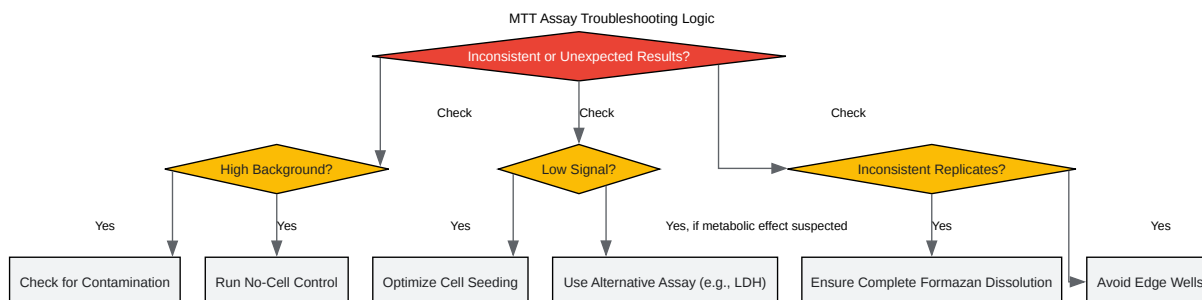 MTT Assay Troubleshooting Logic
Inconsistent or Unexpected Results?
Check
Check
Check
High Background?
Low Signal?
Inconsistent Replicates?
Yes
Yes
Yes
Yes, if metabolic effect suspected
Yes
Yes
Check for Contamination
Run No-Cell Control
Optimize Cell Seeding
Use Alternative Assay (e.g., LDH)
Ensure Complete Formazan Dissolution
Avoid Edge Wells